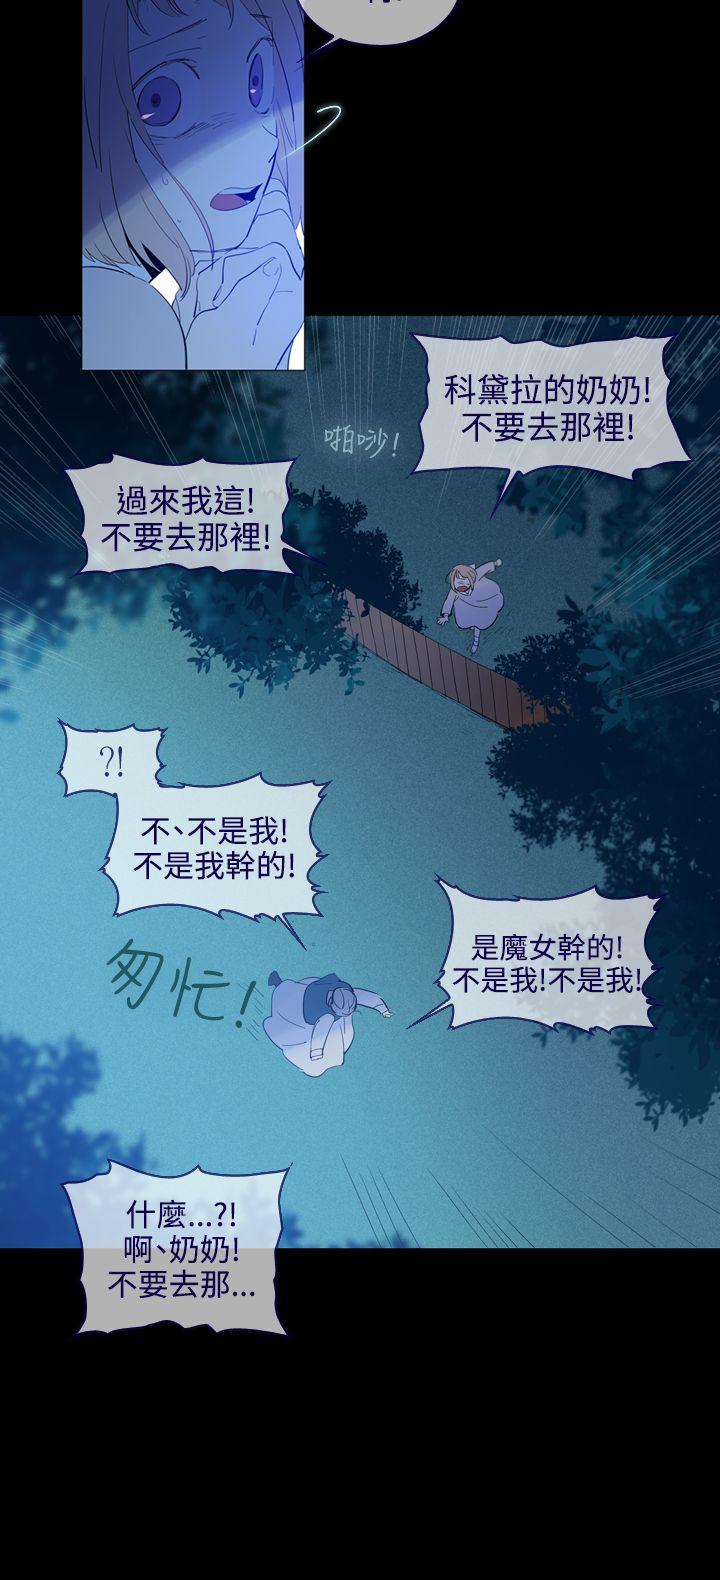 科黛拉的奶奶!
不要去那裡!
啪唦!
過來我這!
不要去那裡!
?!
不、不是我!
不是我幹的!
匆忙!
是魔女幹的!
不是我!不是我!
什麼...?!
啊、奶奶!
不要去那...